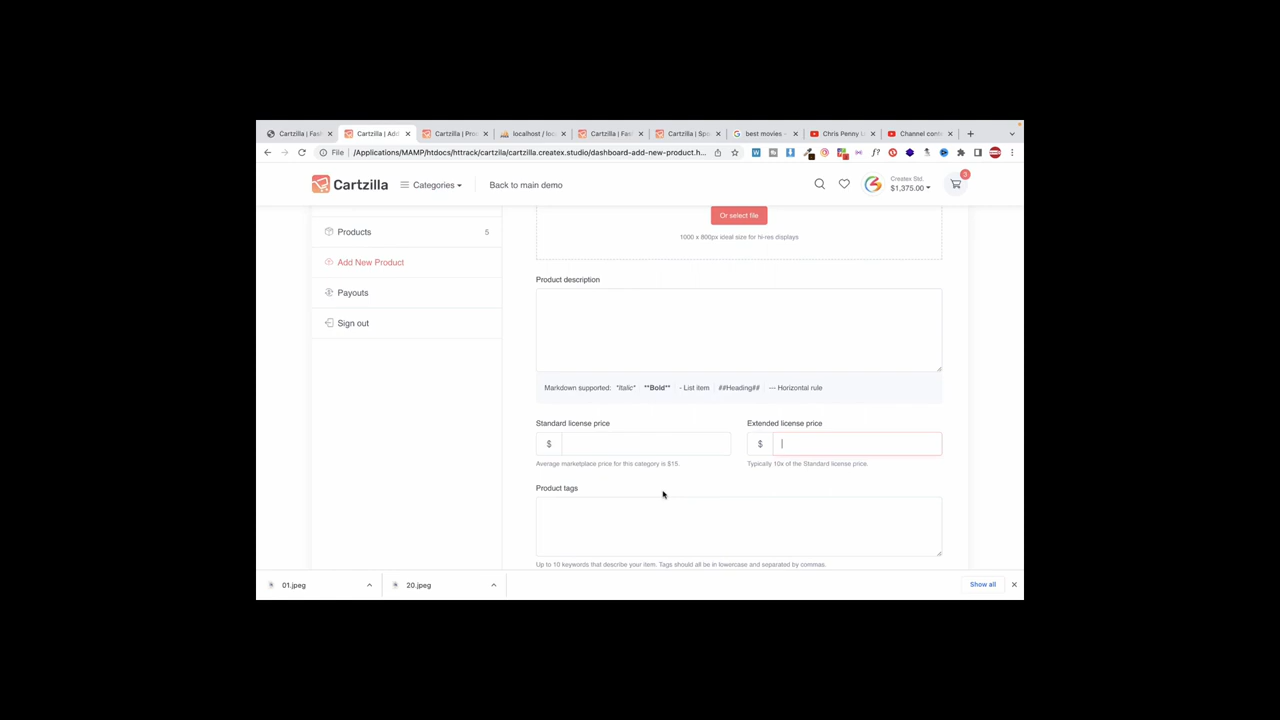 Cartzilla | Fas
Cartzilla | Add
Cartzilla | Pro
localhost / loc
Cartzilla | Fas
Cartzilla | Spo
best movies -
Chris Penny L
Channel cont
File
/Applications/MAMP/htdocs/httrack/cartzila/cartzilla.createx.studio/dashboard-add-new-product.h...
Cartzilla
Categories
Back to main demo
Createx Std.
$1,375.00
3
Products 5
Add New Product
Payouts
Sign out
Or select file
1000 x 800px ideal size for hi-res displays
Product description
Markdown supported: *Italic* **Bold** - List item ##Heading## --- Horizontal rule
Standard license price
Extended license price
$
$
Average marketplace price for this category is $15.
Typically 10x of the Standard license price.
Product tags
Up to 10 keywords that describe your item. Tags should all be in lowercase and separated by commas.
01.jpeg
20.jpeg
Show all